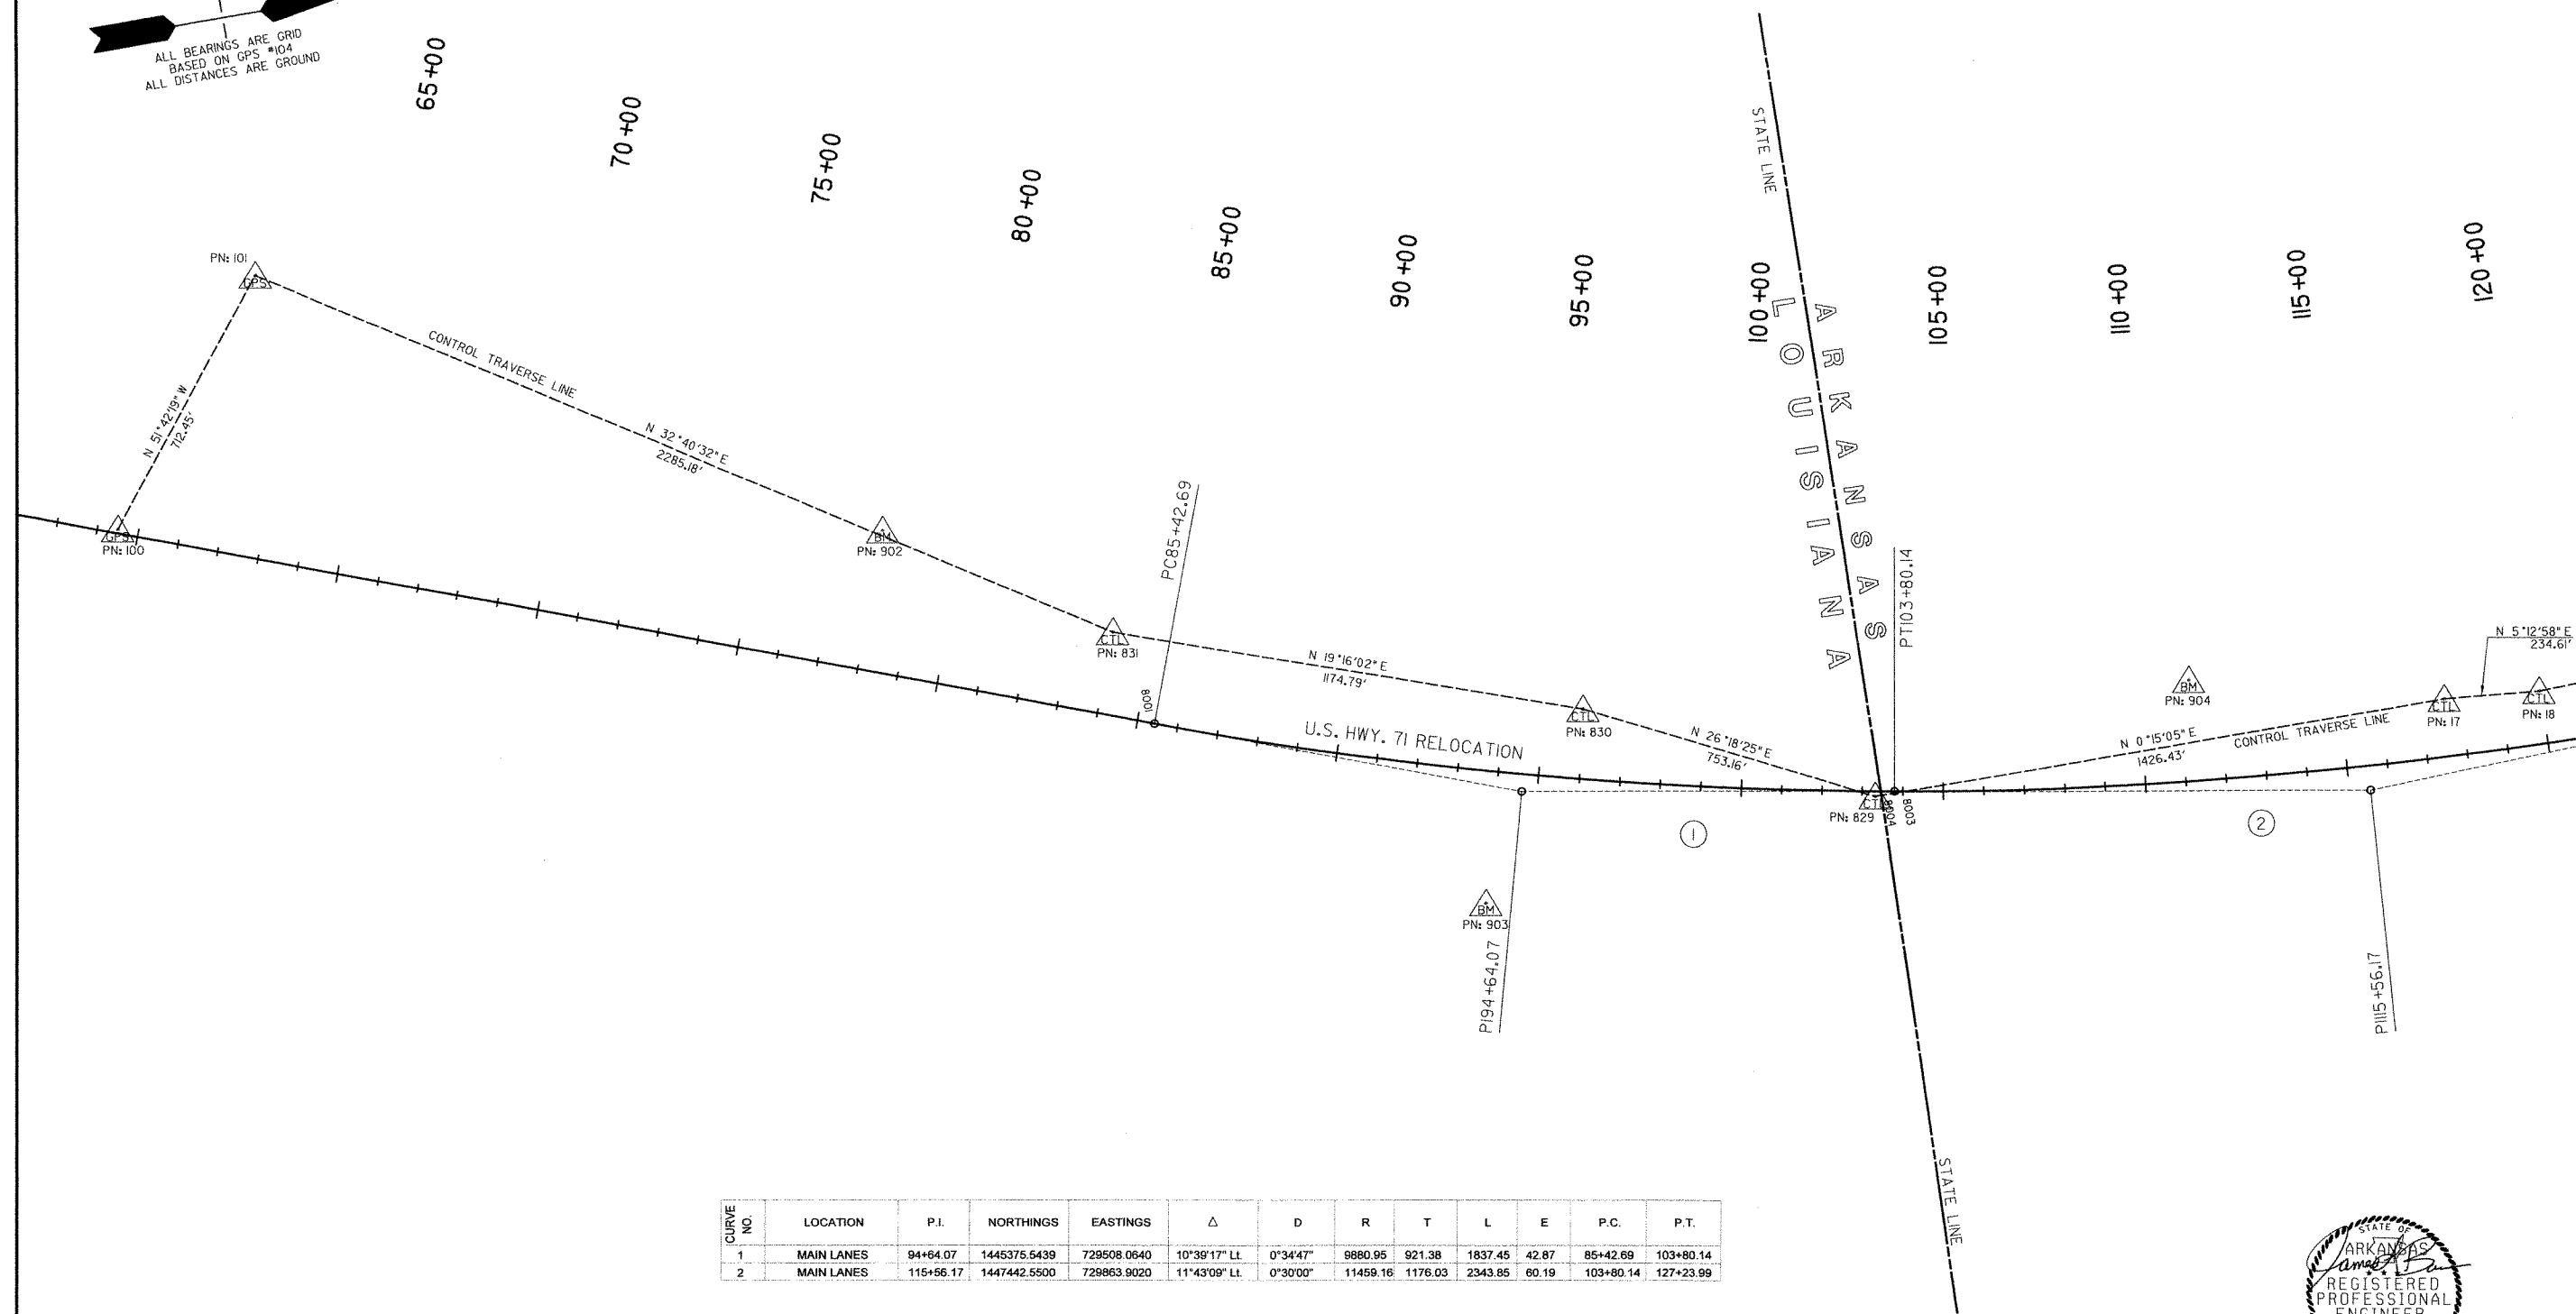 ALL BEARINGS ARE GRID
BASED ON GPS #104
ALL DISTANCES ARE GROUND
65+00
70+00
75+00
80+00
85+00
90+00
95+00
100+00
105+00
110+00
115+00
120+00
STATE LINE
ARKANSAS
LOUISIANA
PN: 101
GPS
CONTROL TRAVERSE LINE
N 51°42'19" W
712.45'
N 32°40'32" E
2285.18'
GPS
PN: 100
BM
PN: 902
CTL
PN: 831
PC85+42.69
8001
N 19°16'02" E
1174.79'
CTL
PN: 830
U.S. HWY. 71 RELOCATION
N 26°18'25" E
753.16'
PT103+80.14
CTL
PN: 829
8004
8003
BM
PN: 904
N 0°15'05" E
1426.43'
CONTROL TRAVERSE LINE
CTL
PN: 17
N 5°12'58" E
234.61'
CTL
PN: 18
1
2
BM
PN: 903
PI94+64.07
PI115+56.17
STATE LINE
CURVE NO. LOCATION P.I. NORTHINGS EASTINGS Δ D R T L E P.C. P.T.
1 MAIN LANES 94+64.07 1445375.5439 729508.0640 10°39'17" Lt. 0°34'47" 9880.95 921.38 1837.45 42.87 85+42.69 103+80.14
2 MAIN LANES 115+56.17 1447442.5500 729863.9020 11°43'09" Lt. 0°30'00" 11459.16 1176.03 2343.85 60.19 103+80.14 127+23.99
STATE OF
ARKANSAS
REGISTERED
PROFESSIONAL
ENGINEER